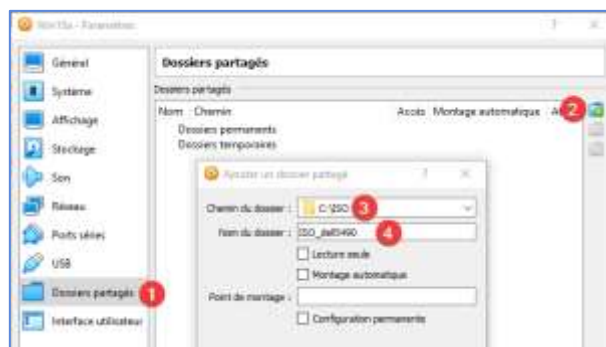 Win10a - Paramètres
Général
Système
Affichage
Stockage
Son
Réseau
Ports séries
USB
Dossiers partagés 1
Interface utilisateur
Dossiers partagés
Dossiers partagés
Nom Chemin Accès Montage automatique 2
Dossiers permanents
Dossiers temporaires
Ajouter un dossier partagé ? ×
Chemin du dossier : C:\ISO 3
Nom du dossier : ISO_dell5490 4
Lecture seule
Montage automatique
Point de montage :
Configuration permanente